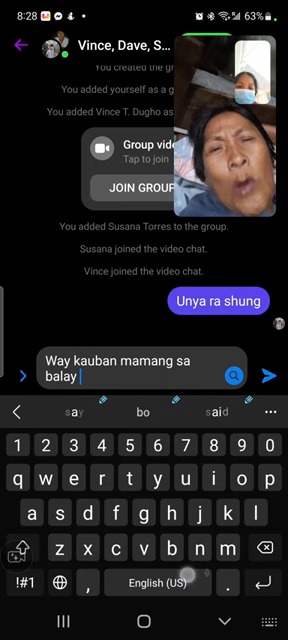 8:28
63%
Vince, Dave, S...
You created the gr
You added yourself as a g
You added Vince T. Dugho as
Group vide
Tap to join
JOIN GROUP
You added Susana Torres to the group.
Susana joined the video chat.
Vince joined the video chat.
Unya ra shung
Way kauban mamang sa
balay
say bo said
1 2 3 4 5 6 7 8 9 0
q w e r t y u i o p
a s d f g h j k l
z x c v b n m
!#1 , English (US) .